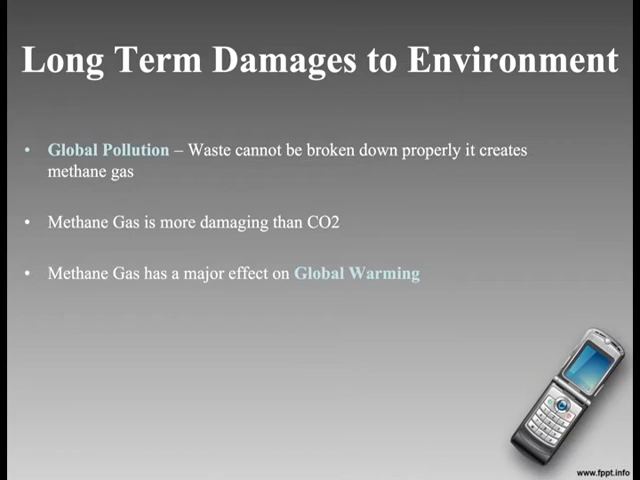 Long Term Damages to Environment
• Global Pollution – Waste cannot be broken down properly it creates
methane gas
• Methane Gas is more damaging than CO2
• Methane Gas has a major effect on Global Warming
www.fppt.info